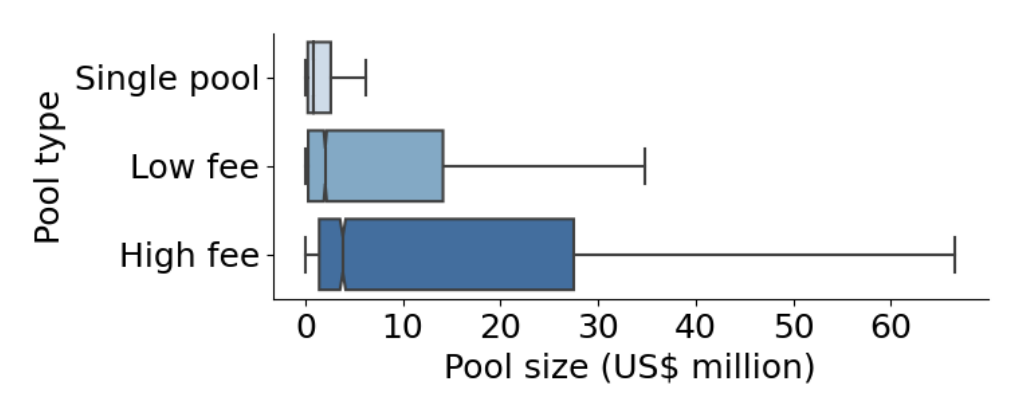 Pool type
Single pool
Low fee
High fee
0 10 20 30 40 50 60
Pool size (US$ million)